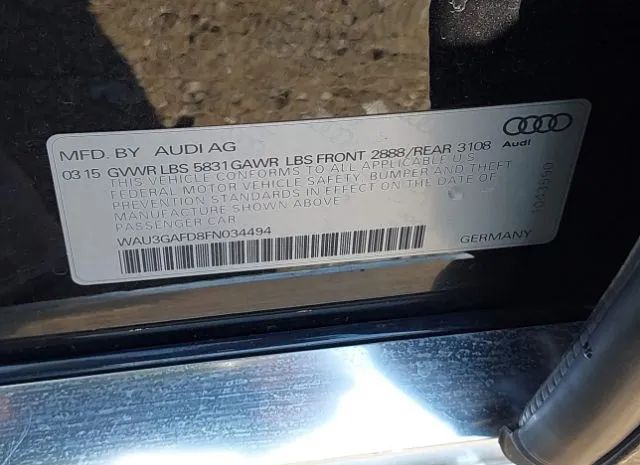 MFD. BY AUDI AG
Audi
03 15 GVWR LBS 5831 GAWR LBS FRONT 2888/REAR 3108
THIS VEHICLE CONFORMS TO ALL APPLICABLE U.S.
FEDERAL MOTOR VEHICLE SAFETY, BUMPER AND THEFT
PREVENTION STANDARDS IN EFFECT ON THE DATE OF
MANUFACTURE SHOWN ABOVE.
PASSENGER CAR
WAU3GAFD8FN034494
GERMANY